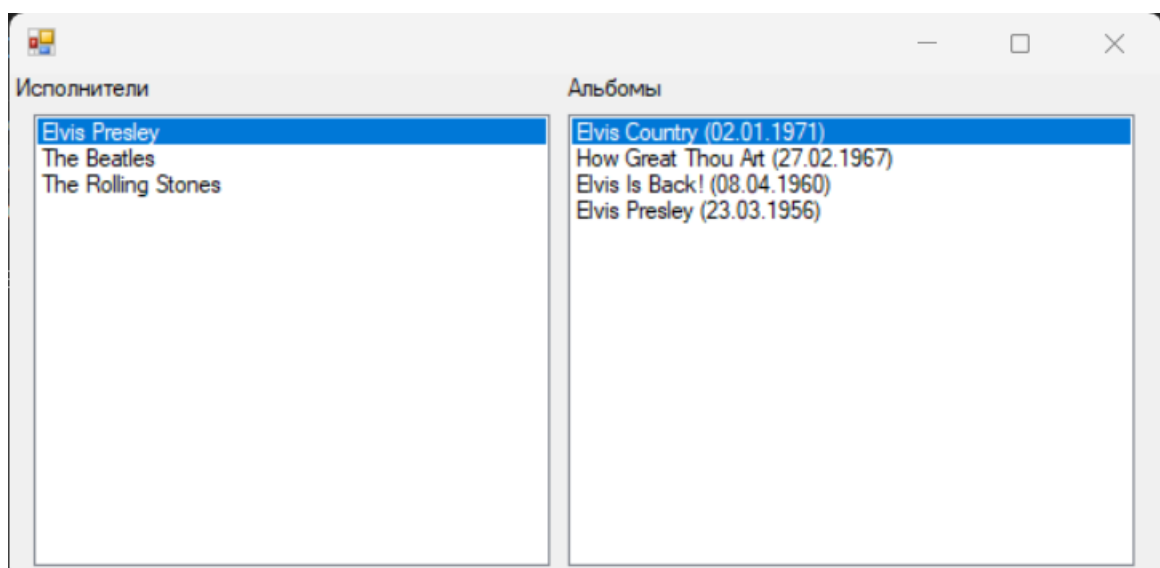 Исполнители
Elvis Presley
The Beatles
The Rolling Stones
Альбомы
Elvis Country (02.01.1971)
How Great Thou Art (27.02.1967)
Elvis Is Back! (08.04.1960)
Elvis Presley (23.03.1956)